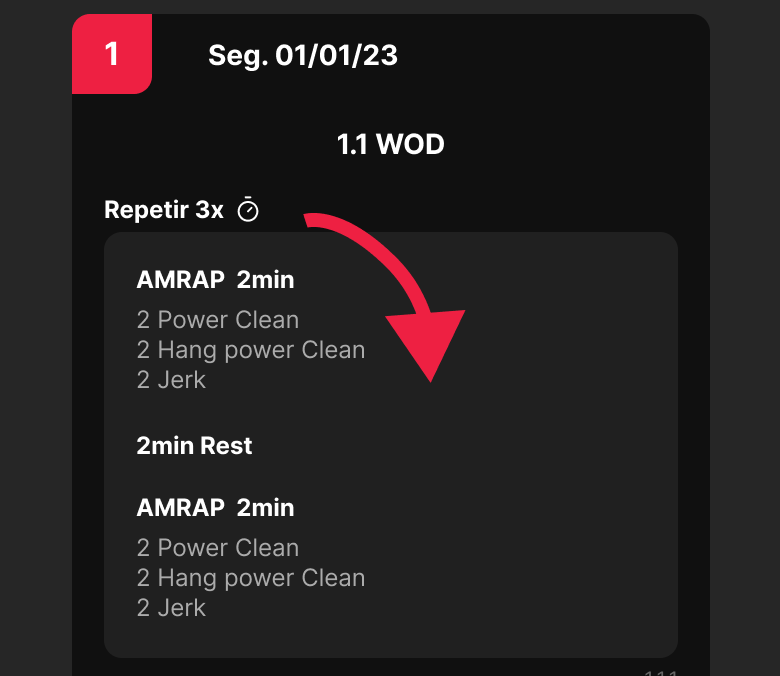 1
Seg. 01/01/23
1.1 WOD
Repetir 3x
AMRAP 2min
2 Power Clean
2 Hang power Clean
2 Jerk
2min Rest
AMRAP 2min
2 Power Clean
2 Hang power Clean
2 Jerk